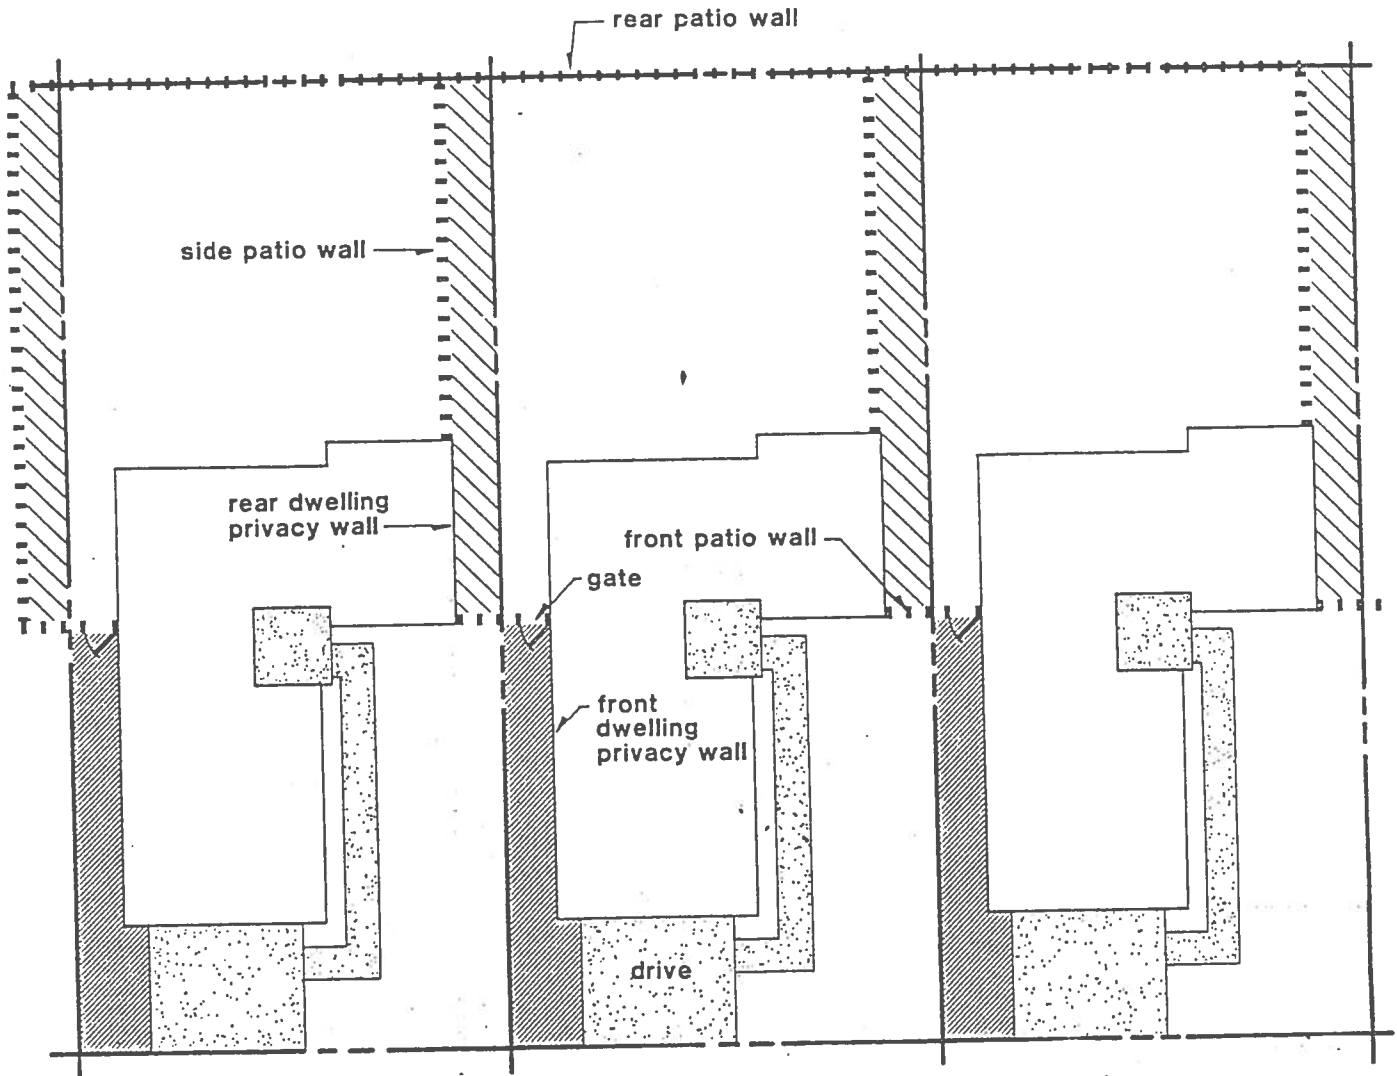 rear patio wall
side patio wall
rear dwelling
privacy wall
front patio wall
gate
front
dwelling
privacy wall
drive